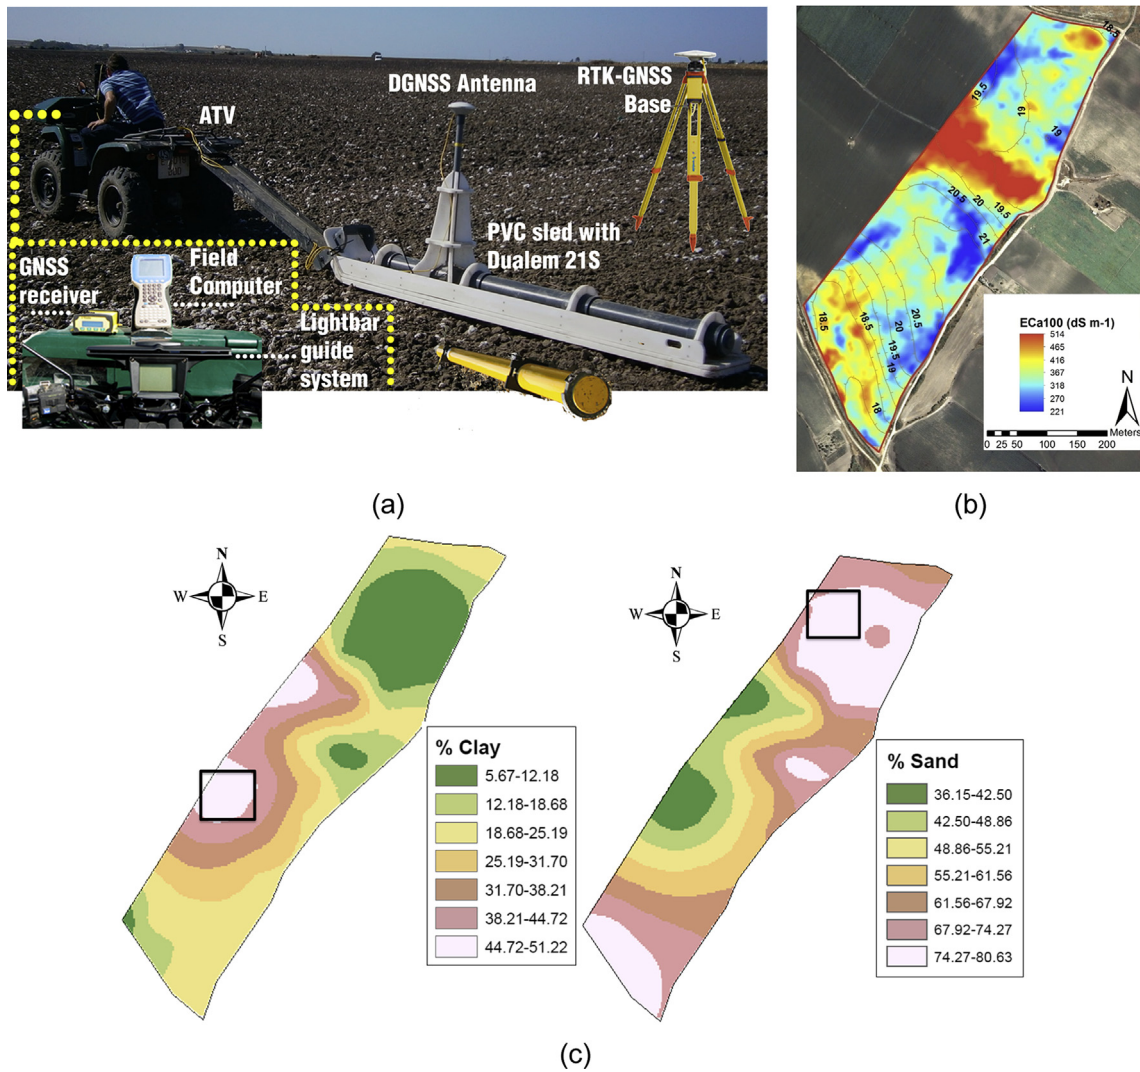 ATV
DGNSS Antenna
RTK-GNSS
Base
PVC sled with
Dualem 21S
GNSS
receiver
Field
Computer
Lightbar
guide
system
(a)
18.5
19.5
19
19
20.5
20
19.5
21
18.5
18.5
20.5
20
19.5
19
18
ECa100 (dS m-1)
514
465
416
367
318
270
221
N
Meters
0 25 50 100 150 200
(b)
N
W E
S
% Clay
5.67-12.18
12.18-18.68
18.68-25.19
25.19-31.70
31.70-38.21
38.21-44.72
44.72-51.22
N
W E
S
% Sand
36.15-42.50
42.50-48.86
48.86-55.21
55.21-61.56
61.56-67.92
67.92-74.27
74.27-80.63
(c)